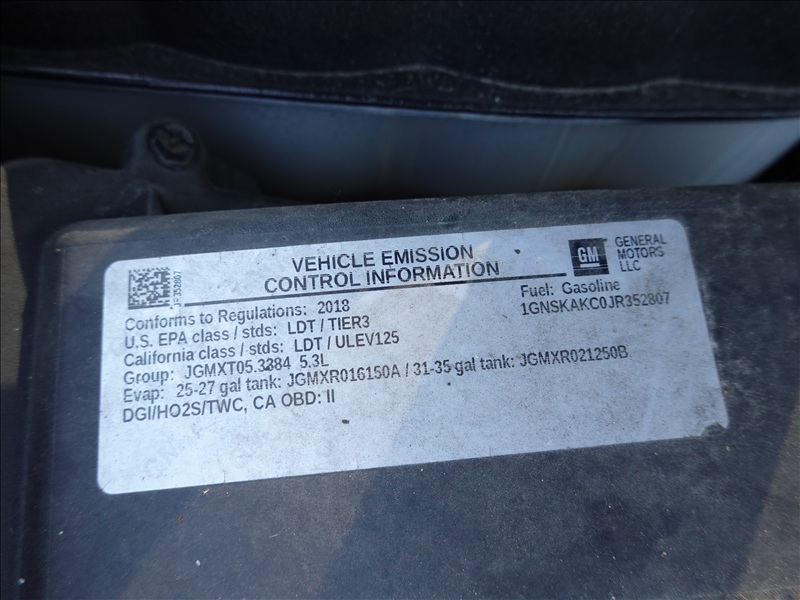 VEHICLE EMISSION
CONTROL INFORMATION
GM
GENERAL
MOTORS
LLC
JR352807
Conforms to Regulations: 2018
Fuel: Gasoline
U.S. EPA class / stds: LDT / TIER3
1GNSKAKC0JR352807
California class / stds: LDT / ULEV125
Group: JGMXT05.3384 5.3L
Evap: 25-27 gal tank: JGMXR016150A / 31-35 gal tank: JGMXR021250B
DGI/HO2S/TWC, CA OBD: II